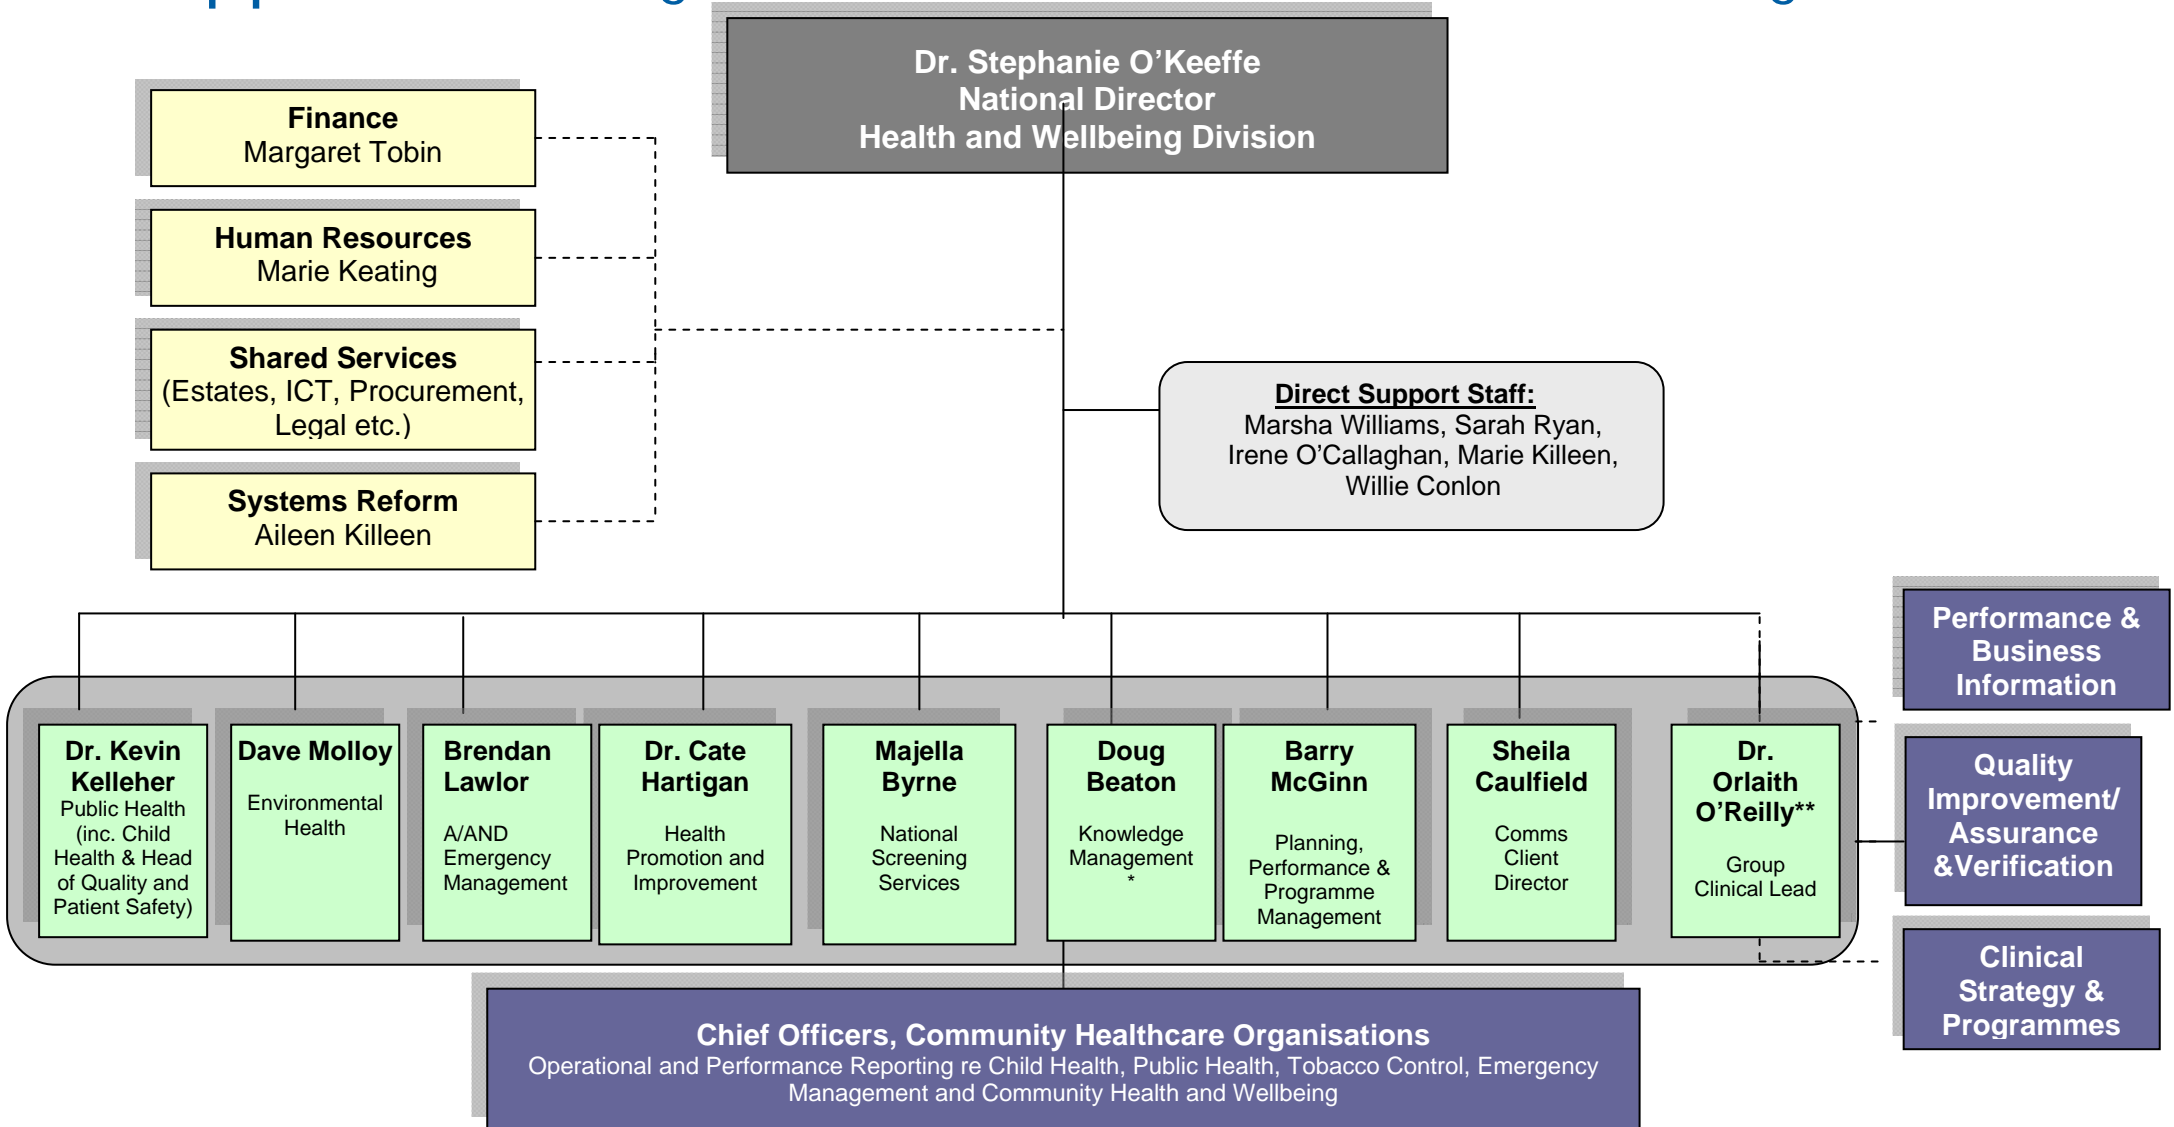 Dr. Stephanie O'Keeffe
National Director
Health and Wellbeing Division
Finance
Margaret Tobin
Human Resources
Marie Keating
Shared Services
(Estates, ICT, Procurement,
Legal etc.)
Systems Reform
Aileen Killeen
Direct Support Staff:
Marsha Williams, Sarah Ryan,
Irene O'Callaghan, Marie Killeen,
Willie Conlon
Dr. Kevin
Kelleher
Public Health
(inc. Child
Health & Head
of Quality and
Patient Safety)
Dave Molloy
Environmental
Health
Brendan
Lawlor
A/AND
Emergency
Management
Dr. Cate
Hartigan
Health
Promotion and
Improvement
Majella
Byrne
National
Screening
Services
Doug
Beaton
Knowledge
Management
*
Barry
McGinn
Planning,
Performance &
Programme
Management
Sheila
Caulfield
Comms
Client
Director
Dr.
Orlaith
O'Reilly**
Group
Clinical Lead
Performance &
Business
Information
Quality
Improvement/
Assurance
&Verification
Clinical
Strategy &
Programmes
Chief Officers, Community Healthcare Organisations
Operational and Performance Reporting re Child Health, Public Health, Tobacco Control, Emergency
Management and Community Health and Wellbeing